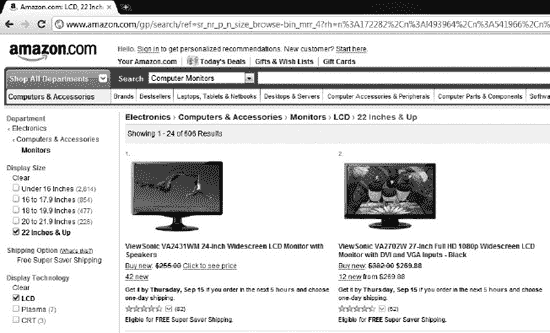 Amazon.com: LCD, 22 Inches
www.amazon.com/gp/search/ref=sr_nr_p_n_size_browse-bin_mrr_4?rh=n%3A172282%2Cn%3A!493964%2Cn%3A541966%2Cn
amazon.com
Hello. Sign in to get personalized recommendations. New customer? Start here.
Your Amazon.com
Today's Deals
Gifts & Wish Lists
Gift Cards
Shop All Departments
Search
Computer Monitors
Computers & Accessories
Brands
Bestsellers
Laptops, Tablets & Netbooks
Desktops & Servers
Computer Accessories & Peripherals
Computer Parts & Components
Department
‹ Electronics
‹ Computers & Accessories
Monitors
Display Size
Clear
Under 16 Inches (2,614)
16 to 17.9 Inches (854)
18 to 19.9 Inches (477)
20 to 21.9 Inches (226)
22 Inches & Up
Shipping Option (What's this?)
Free Super Saver Shipping
Display Technology
Clear
LCD
Plasma (7)
CRT (3)
Electronics › Computers & Accessories › Monitors › LCD › 22 Inches & Up
Showing 1 - 24 of 606 Results
1.
ViewSonic VA2431WM 24-Inch Widescreen LCD Monitor with
Speakers
Buy new: $255.00 Click to see price
42 new
Get it by Thursday, Sep 15 if you order in the next 5 hours and choose
one-day shipping.
(82)
Eligible for FREE Super Saver Shipping.
2.
ViewSonic VA2702W 27-Inch Full HD 1080p Widescreen LCD
Monitor with DVI and VGA Inputs - Black
Buy new: $382.00 $269.88
12 new from $269.88
Get it by Thursday, Sep 15 if you order in the next 5 hours and choose
one-day shipping.
(52)
Eligible for FREE Super Saver Shipping.